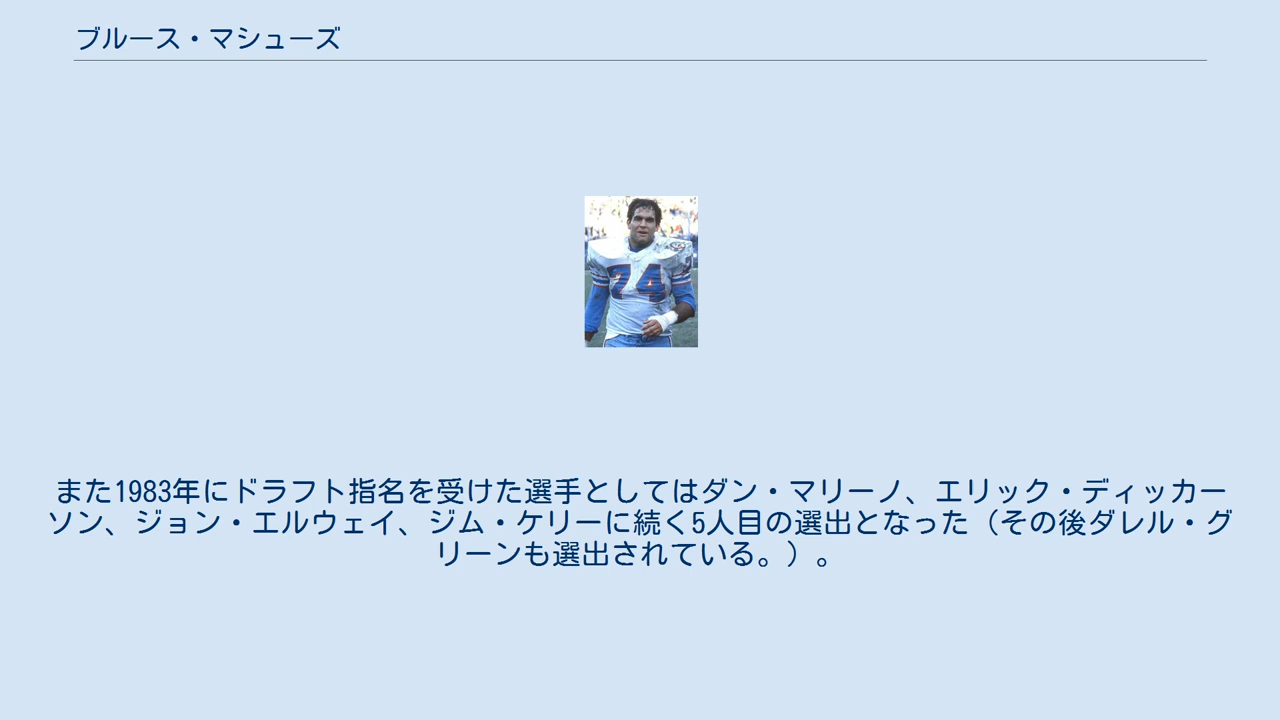 ブルース・マシューズ
74
また1983年にドラフト指名を受けた選手としてはダン・マリーノ、エリック・ディッカー
ソン、ジョン・エルウェイ、ジム・ケリーに続く5人目の選出となった（その後ダレル・グ
リーンも選出されている。）。